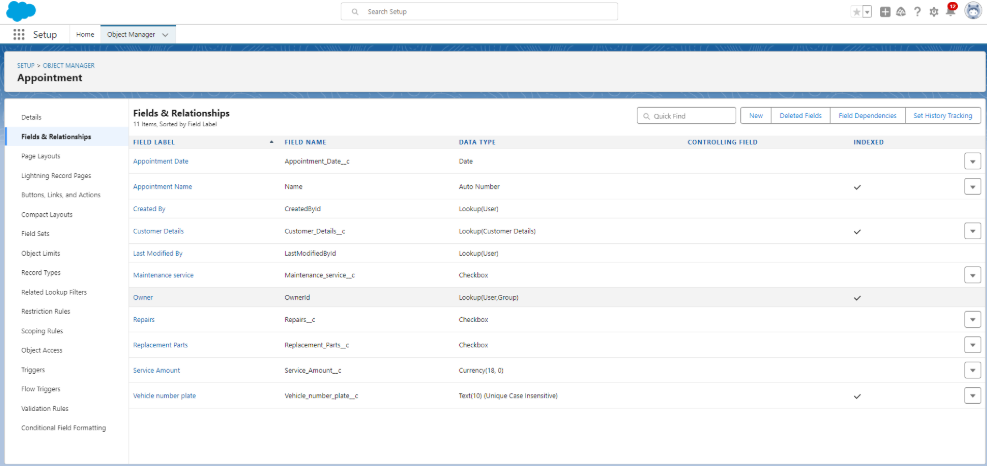 Search Setup
12
Setup
Home
Object Manager
SETUP > OBJECT MANAGER
Appointment
Details
Fields & Relationships
Page Layouts
Lightning Record Pages
Buttons, Links, and Actions
Compact Layouts
Field Sets
Object Limits
Record Types
Related Lookup Filters
Restriction Rules
Scoping Rules
Object Access
Triggers
Flow Triggers
Validation Rules
Conditional Field Formatting
Fields & Relationships
11 Items, Sorted by Field Label
Quick Find
New
Deleted Fields
Field Dependencies
Set History Tracking
FIELD LABEL FIELD NAME DATA TYPE CONTROLLING FIELD INDEXED
Appointment Date Appointment_Date__c Date
Appointment Name Name Auto Number
Created By CreatedById Lookup(User)
Customer Details Customer_Details__c Lookup(Customer Details)
Last Modified By LastModifiedById Lookup(User)
Maintenance service Maintenance_service__c Checkbox
Owner OwnerId Lookup(User,Group)
Repairs Repairs__c Checkbox
Replacement Parts Replacement_Parts__c Checkbox
Service Amount Service_Amount__c Currency(18, 0)
Vehicle number plate Vehicle_number_plate__c Text(10) (Unique Case Insensitive)